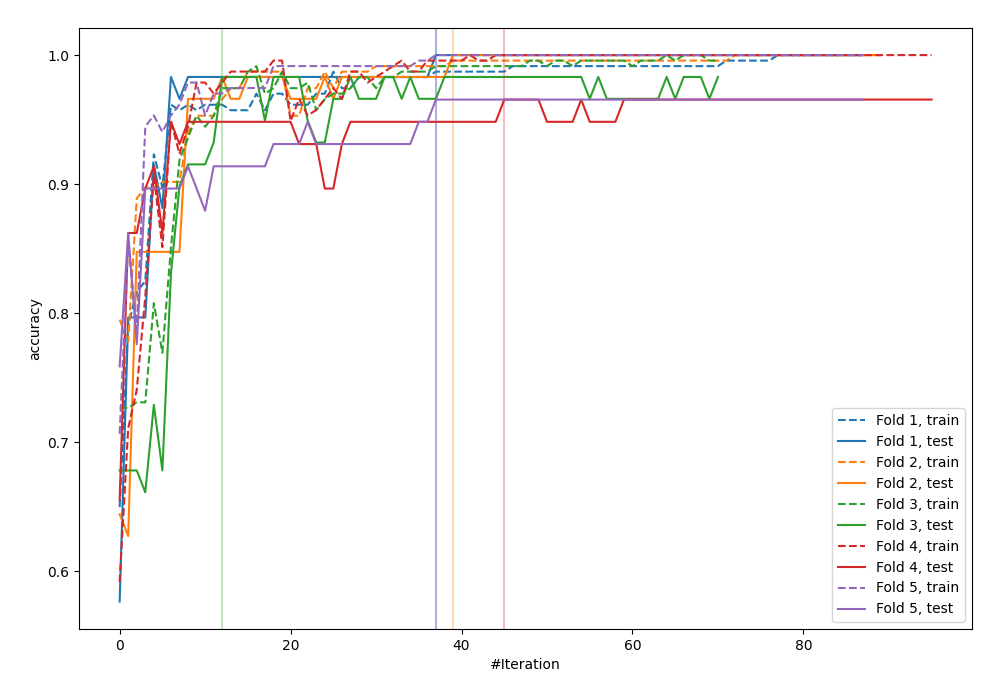 1.0
0.9
0.8
0.7
0.6
accuracy
0
20
40
60
80
#Iteration
Fold 1, train
Fold 1, test
Fold 2, train
Fold 2, test
Fold 3, train
Fold 3, test
Fold 4, train
Fold 4, test
Fold 5, train
Fold 5, test